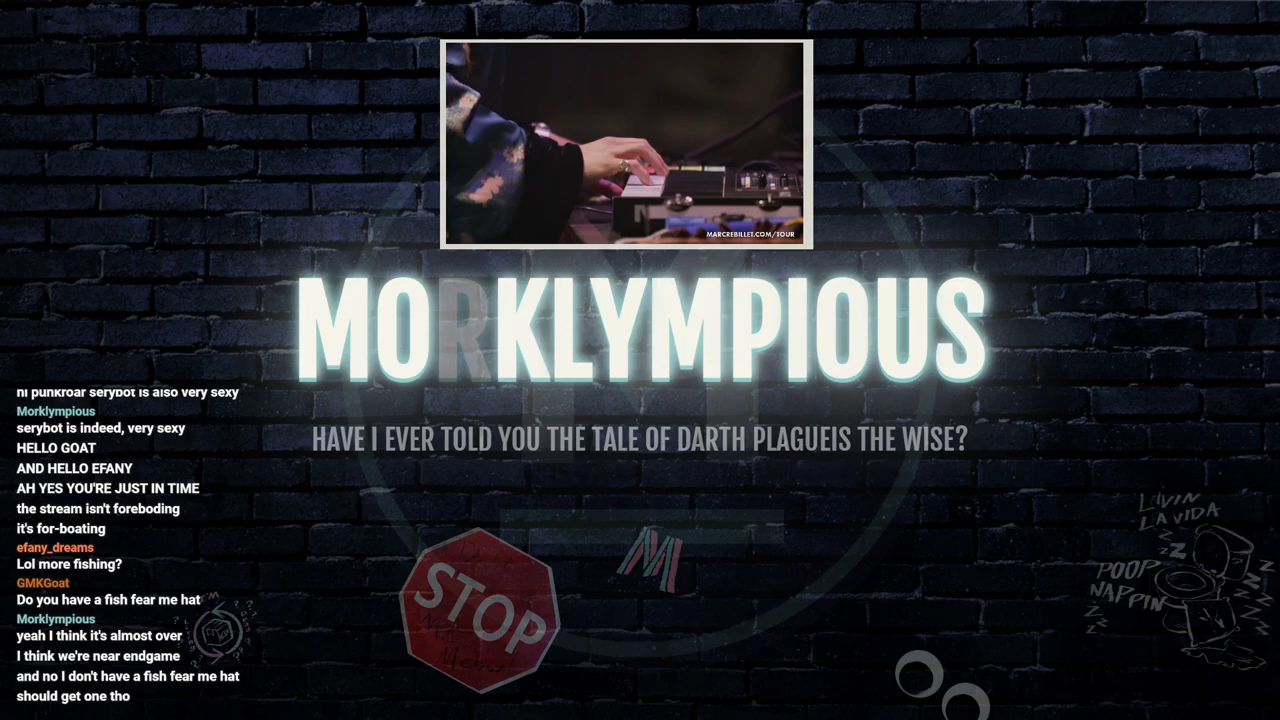 MARCREBILLET.COM/TOUR
MORKLYMPIOUS
HAVE I EVER TOLD YOU THE TALE OF DARTH PLAGUEIS THE WISE?
hi punkroar serybot is also very sexy
Morklympious
serybot is indeed, very sexy
HELLO GOAT
AND HELLO EFANY
AH YES YOU'RE JUST IN TIME
the stream isn't foreboding
it's for-boating
efany_dreams
Lol more fishing?
GMKGoat
Do you have a fish fear me hat
Morklympious
yeah I think it's almost over
I think we're near endgame
and no I don't have a fish fear me hat
should get one tho
STOP
M
LIVIN
LA VIDA
POOP
NAPPIN